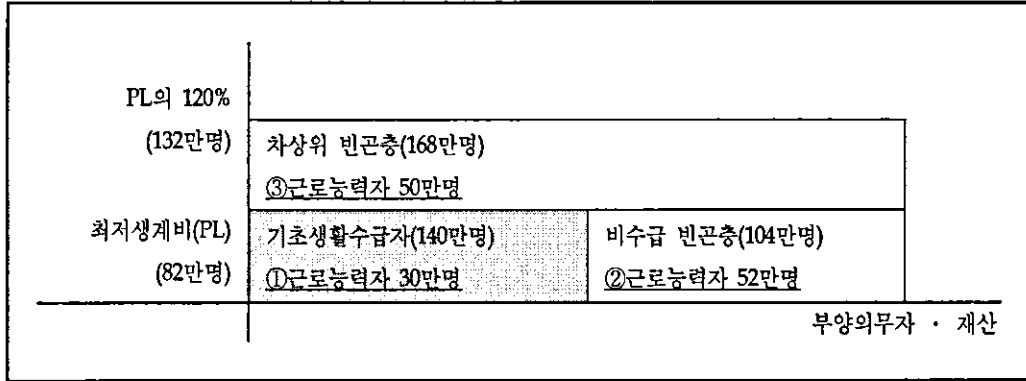 PL의 120%
(132만명)
차상위 빈곤층(168만명)
③근로능력자 50만명
최저생계비(PL)
기초생활수급자(140만명)
비수급 빈곤층(104만명)
(82만명)
①근로능력자 30만명
②근로능력자 52만명
부양의무자 · 재산